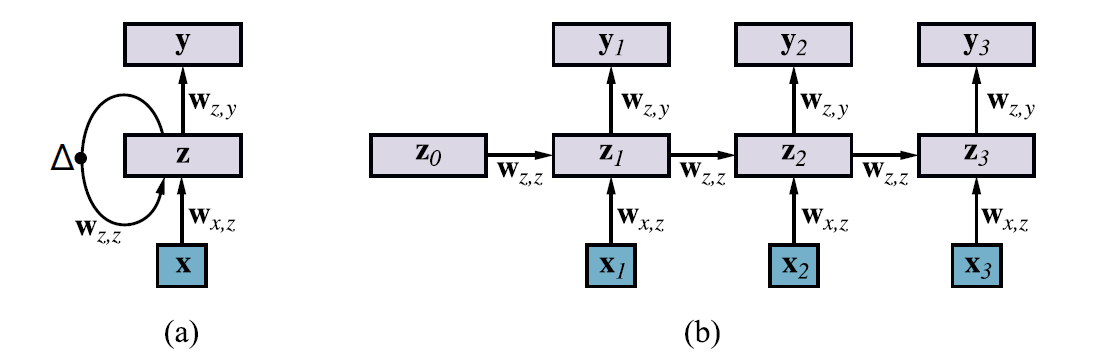 y
w_{z,y}
Δ
z
w_{z,z}
w_{x,z}
x
(a)
y_1 y_2 y_3
w_{z,y} w_{z,y} w_{z,y}
z_0 z_1 z_2 z_3
w_{z,z} w_{z,z} w_{z,z}
w_{x,z} w_{x,z} w_{x,z}
x_1 x_2 x_3
(b)